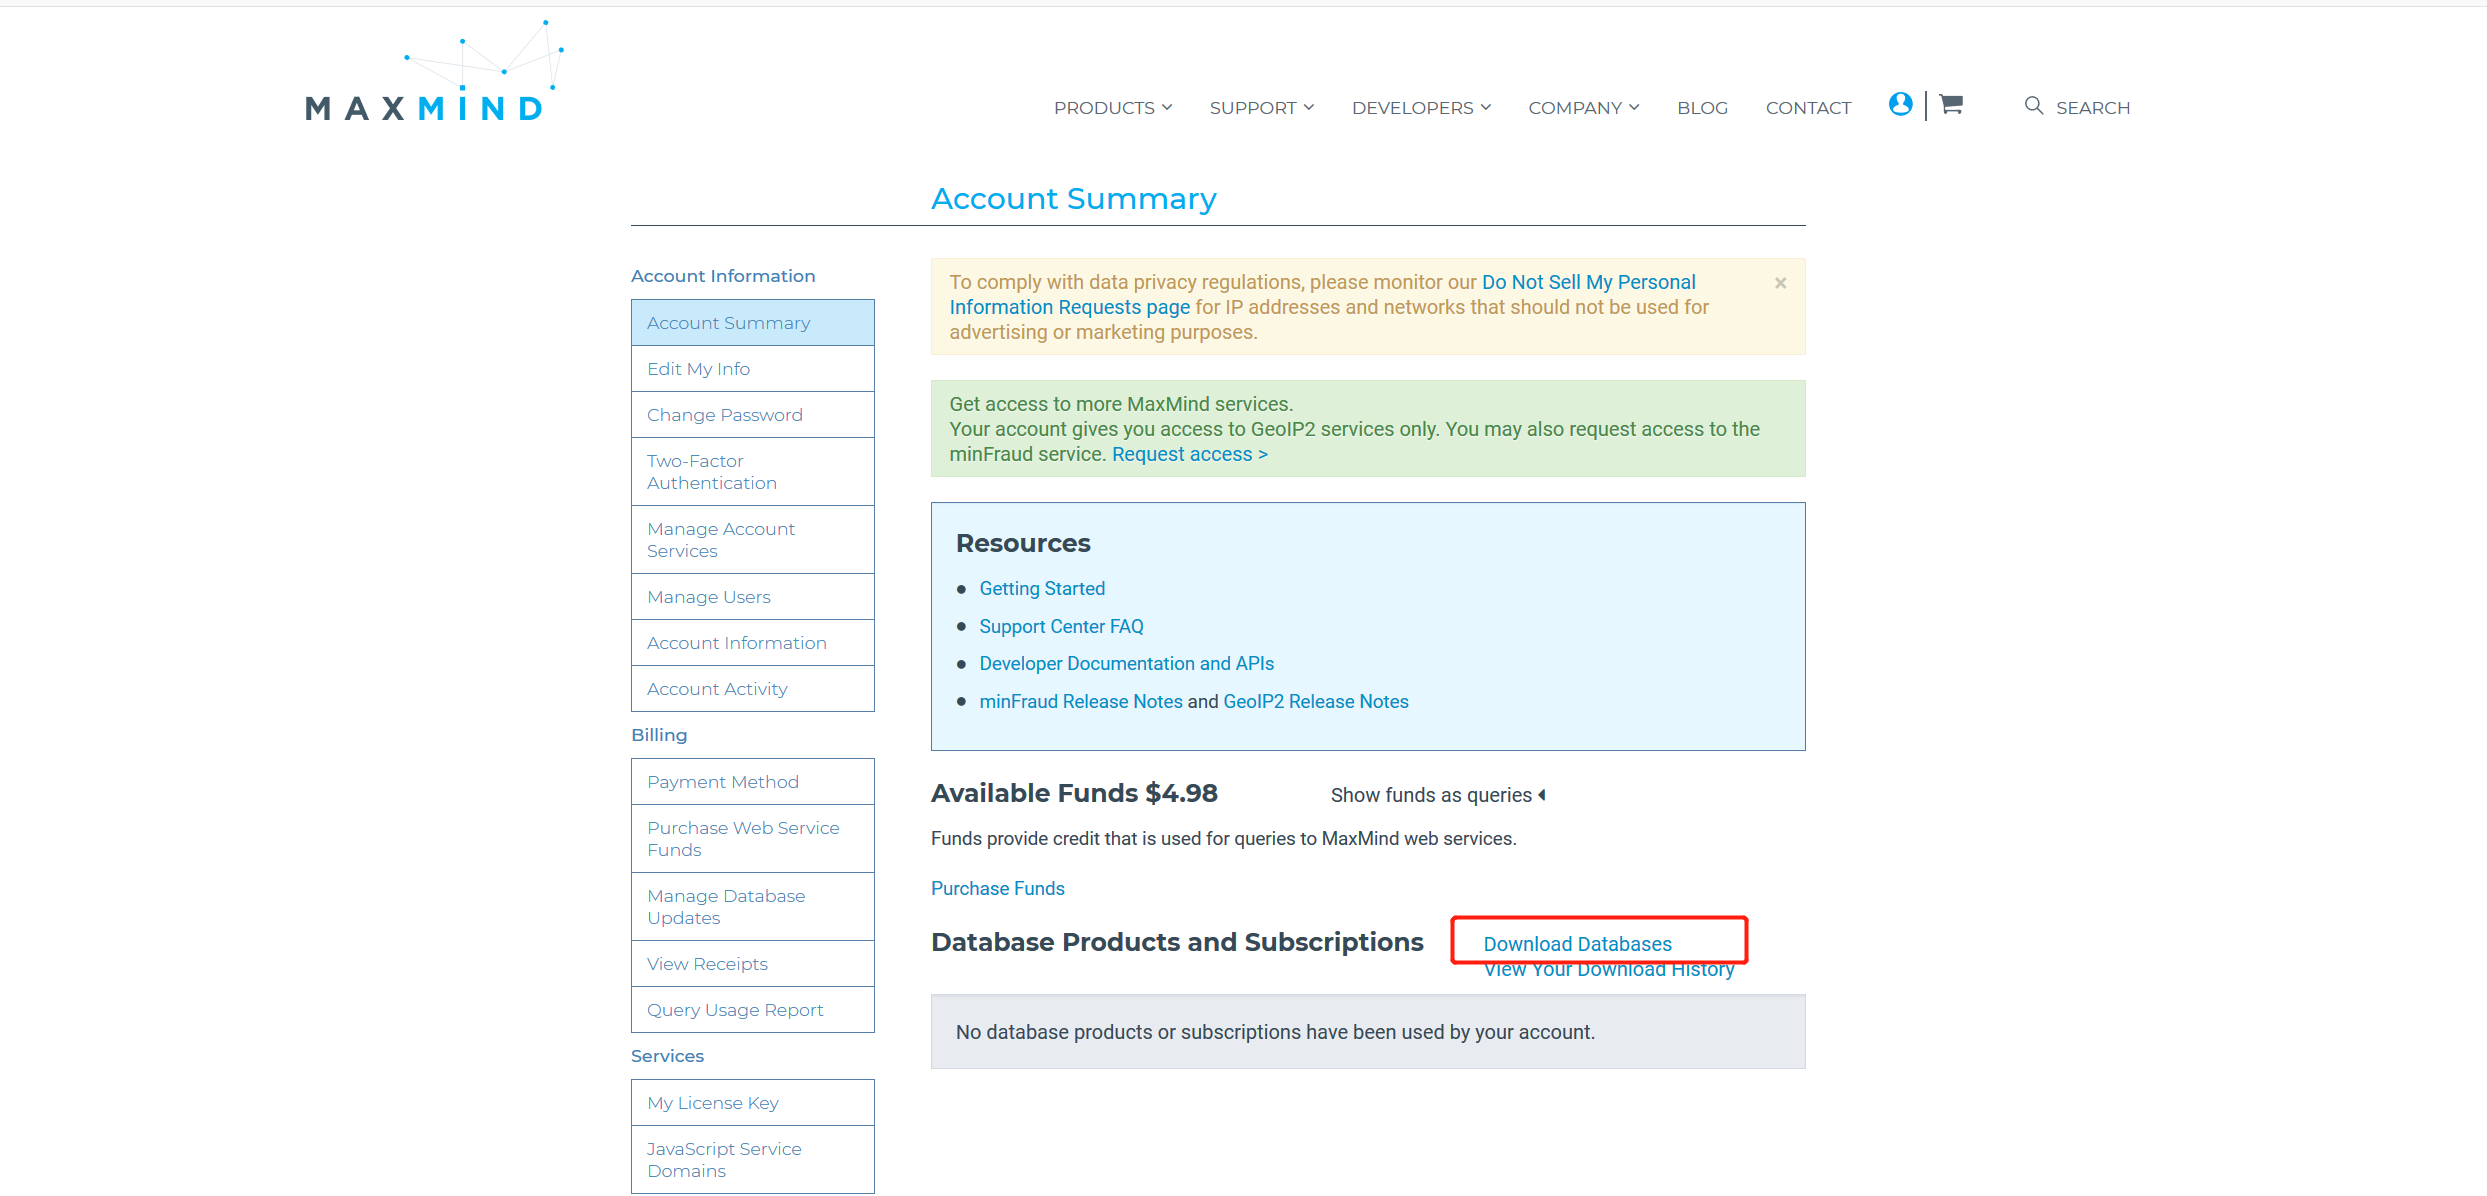 MAXMIND
PRODUCTS
SUPPORT
DEVELOPERS
COMPANY
BLOG
CONTACT
SEARCH
Account Summary
Account Information
Account Summary
Edit My Info
Change Password
Two-Factor
Authentication
Manage Account
Services
Manage Users
Account Information
Account Activity
Billing
Payment Method
Purchase Web Service
Funds
Manage Database
Updates
View Receipts
Query Usage Report
Services
My License Key
JavaScript Service
Domains
To comply with data privacy regulations, please monitor our Do Not Sell My Personal
Information Requests page for IP addresses and networks that should not be used for
advertising or marketing purposes.
×
Get access to more MaxMind services.
Your account gives you access to GeoIP2 services only. You may also request access to the
minFraud service. Request access >
Resources
Getting Started
Support Center FAQ
Developer Documentation and APIs
minFraud Release Notes and GeoIP2 Release Notes
Available Funds $4.98
Show funds as queries
Funds provide credit that is used for queries to MaxMind web services.
Purchase Funds
Database Products and Subscriptions
Download Databases
View Your Download History
No database products or subscriptions have been used by your account.